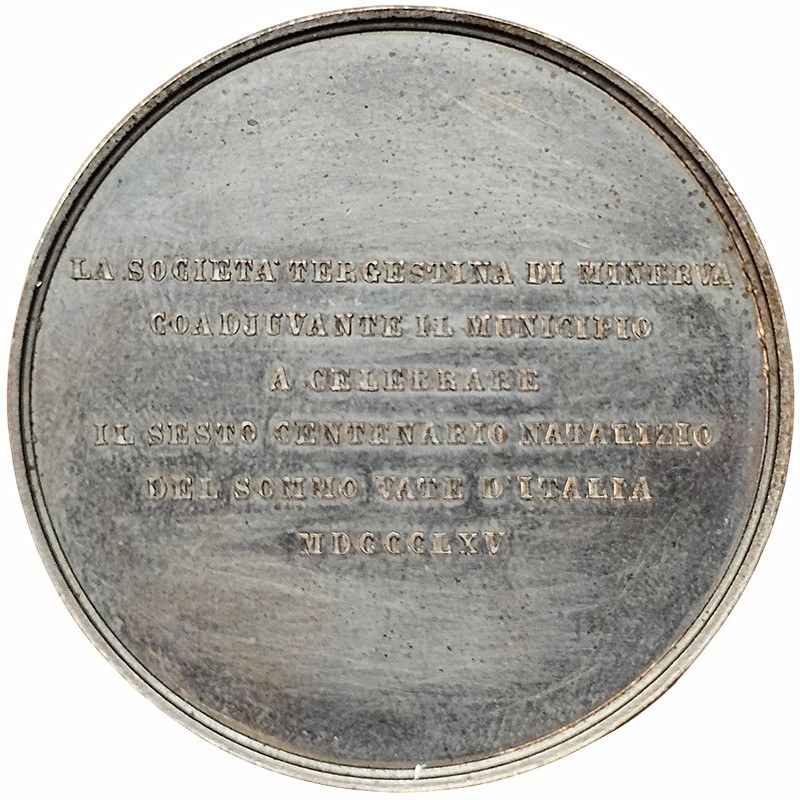 LA SOCIETA' TERGESTINA DI MINERVA
COADJUVANTE IL MUNICIPIO
A CELEBRARE
IL SESTO CENTENARIO NATALIZIO
DEL SOMMO VATE D'ITALIA
MDCCCLXV